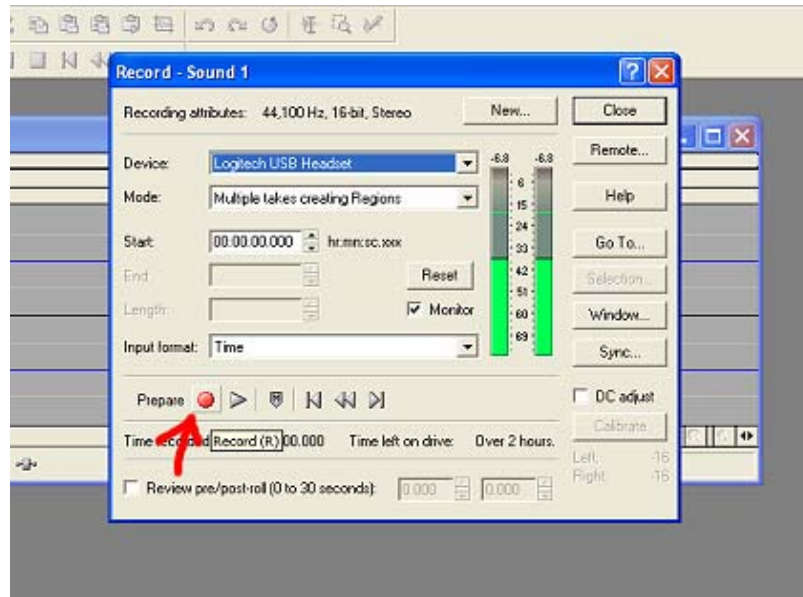 Record - Sound 1
Recording attributes: 44,100 Hz, 16-bit, Stereo
New...
Close
Device: Logitech USB Headset
-6.8 -6.8
Remote...
Mode: Multiple takes creating Regions
6
15
24
33
42
51
60
69
Help
Start: 00:00:00.000 hr:mn:sc.xxx
Go To...
End:
Reset
Selection...
Length:
Monitor
Window...
Input format: Time
Sync...
Prepare
DC adjust
Calibrate
Time recorded
Record (R)
00.000
Time left on drive: Over 2 hours.
Left: -16
Right: -16
Review pre/post-roll (0 to 30 seconds): 0.000 0.000